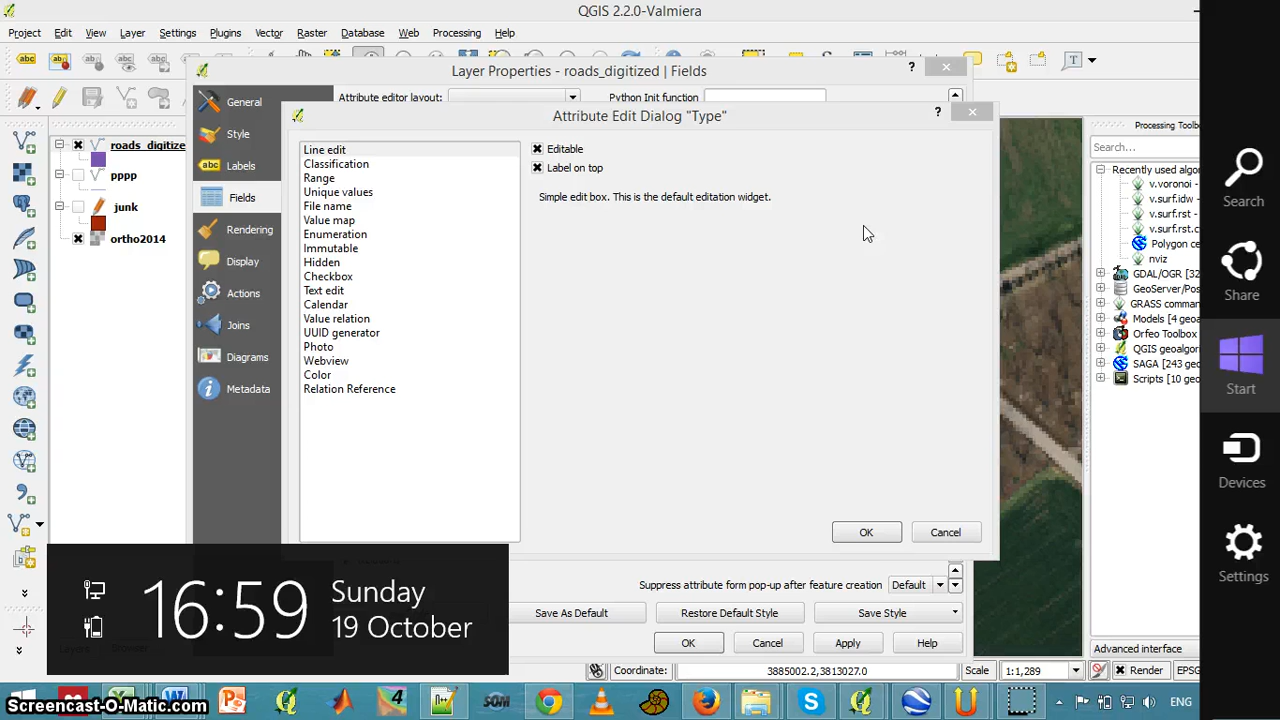 QGIS 2.2.0-Valmiera
Project Edit View Layer Settings Plugins Vector Raster Database Web Processing Help
abc
Layer Properties - roads_digitized | Fields
?
General
Attribute editor layout:
Python Init function
Attribute Edit Dialog "Type"
?
Style
abc Labels
Fields
Rendering
Display
Actions
Joins
Diagrams
Metadata
roads_digitize
pppp
junk
ortho2014
Line edit
Classification
Range
Unique values
File name
Value map
Enumeration
Immutable
Hidden
Checkbox
Text edit
Calendar
Value relation
UUID generator
Photo
Webview
Color
Relation Reference
Editable
Label on top
Simple edit box. This is the default editation widget.
OK
Cancel
Processing Toolb
Search...
Recently used algo
v.voronoi -
v.surf.idw -
v.surf.rst -
v.surf.rst.c
Polygon ce
nviz
GDAL/OGR [32
GeoServer/Pos
GRASS comman
Models [4 geoa
Orfeo Toolbox
QGIS geoalgori
SAGA [243 geo
Scripts [10 geo
Advanced interface
Search
Share
Start
Devices
Settings
16:59
Sunday
19 October
Suppress attribute form pop-up after feature creation
Default
Save As Default
Restore Default Style
Save Style
OK
Cancel
Apply
Help
Coordinate:
3885002.2,3813027.0
Scale
1:1,289
Render
EPSG
Screencast-O-Matic.com
4
SOM
ENG